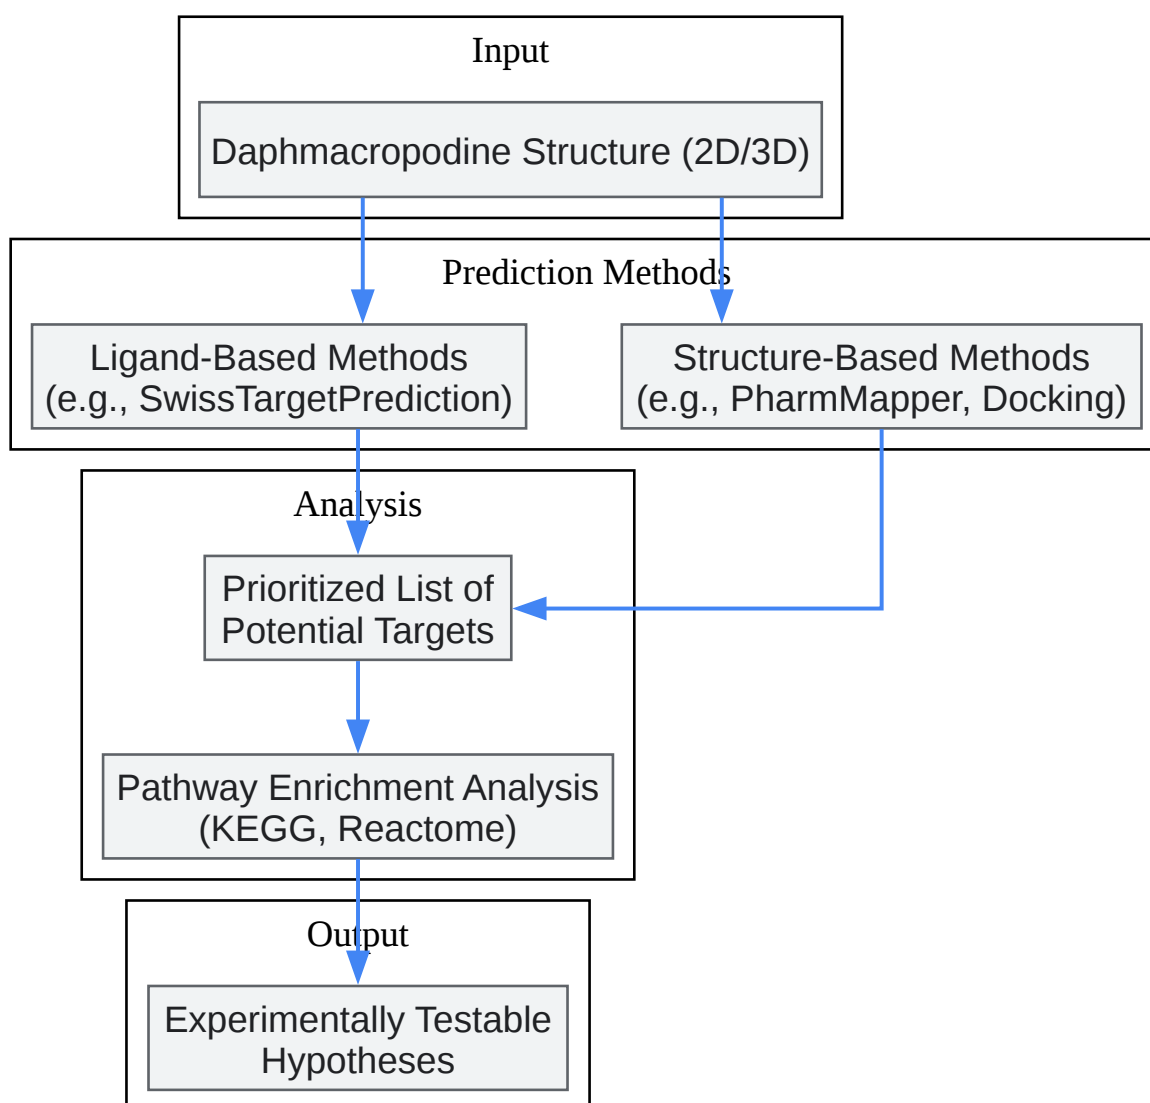 Input
Daphmacropodine Structure (2D/3D)
Prediction Methods
Ligand-Based Methods
(e.g., SwissTargetPrediction)
Structure-Based Methods
(e.g., PharmMapper, Docking)
Analysis
Prioritized List of
Potential Targets
Pathway Enrichment Analysis
(KEGG, Reactome)
Output
Experimentally Testable
Hypotheses